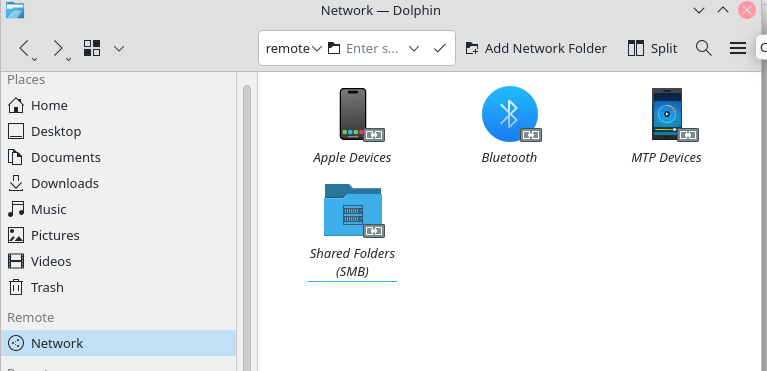 Network — Dolphin
remote
Enter s...
Add Network Folder
Split
Places
Home
Desktop
Documents
Downloads
Music
Pictures
Videos
Trash
Remote
Network
Apple Devices
Bluetooth
MTP Devices
Shared Folders
(SMB)